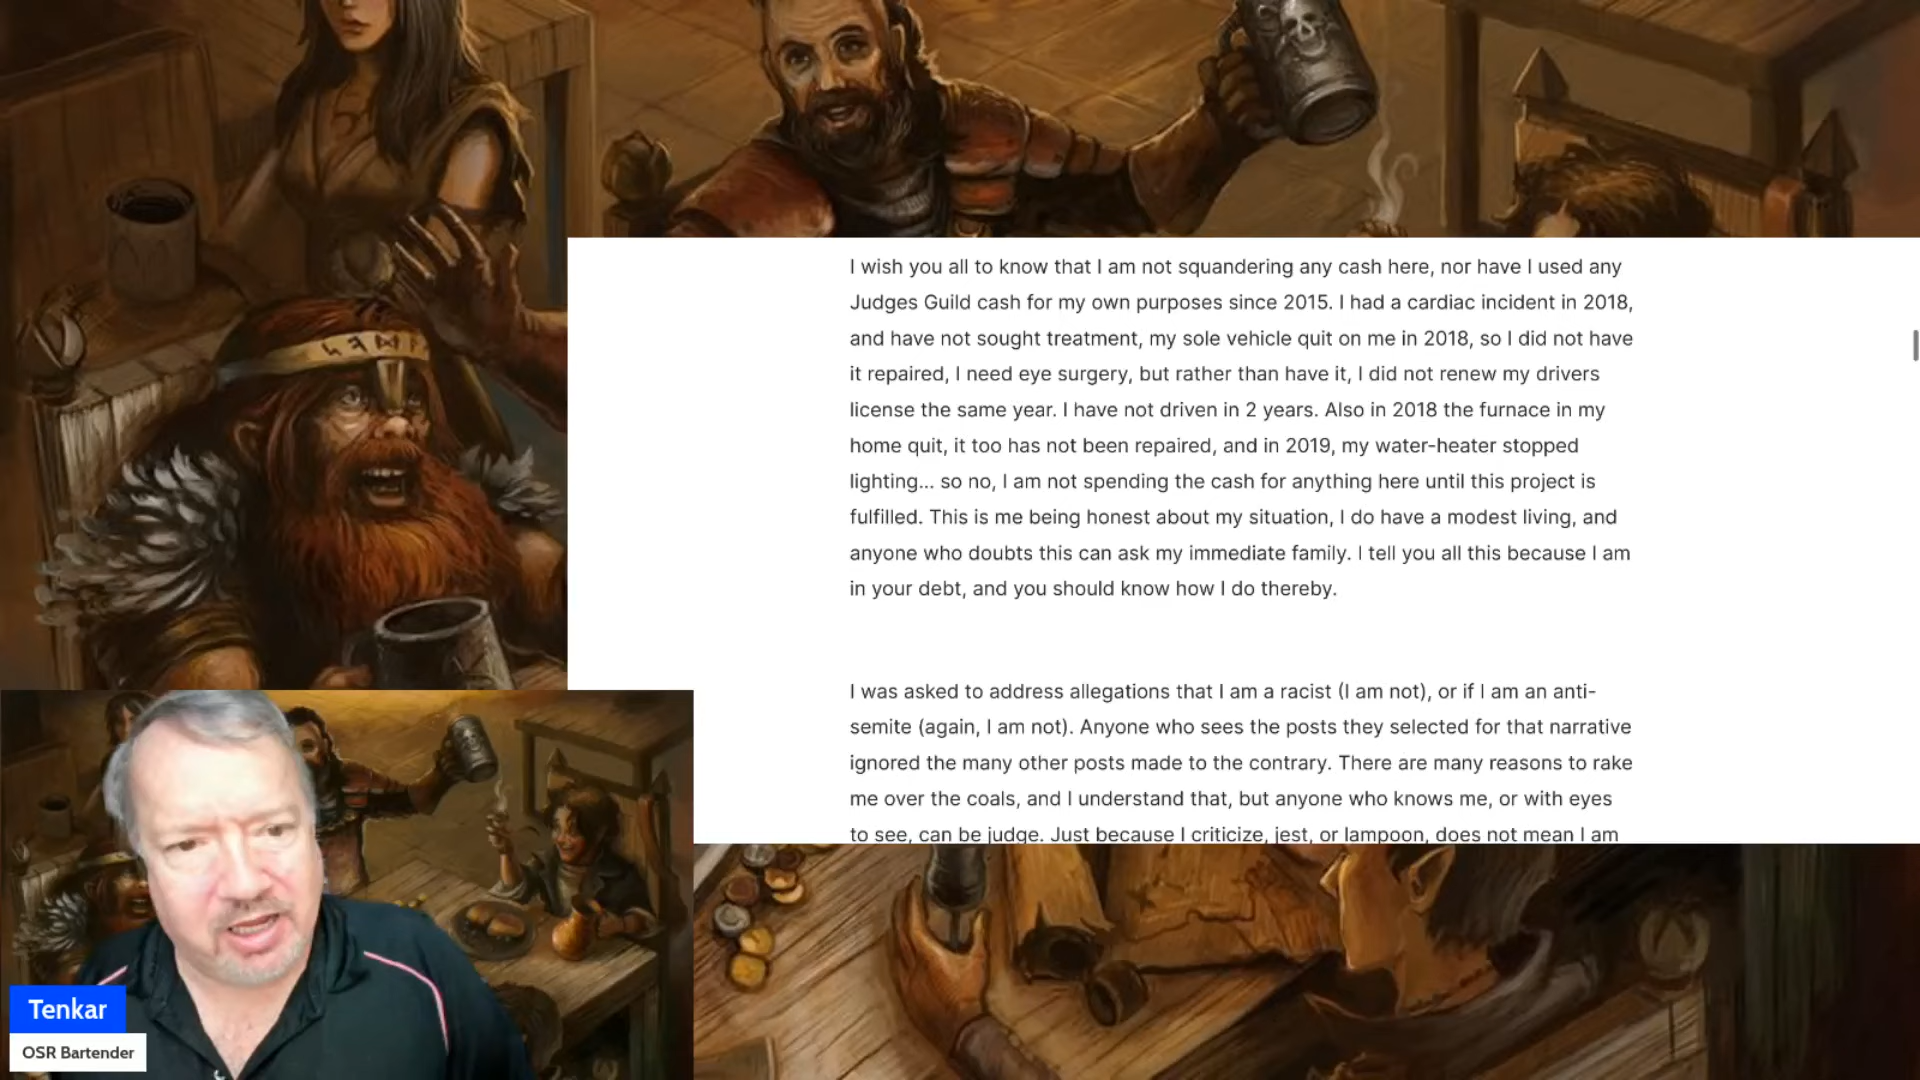 I wish you all to know that I am not squandering any cash here, nor have I used any
Judges Guild cash for my own purposes since 2015. I had a cardiac incident in 2018,
and have not sought treatment, my sole vehicle quit on me in 2018, so I did not have
it repaired, I need eye surgery, but rather than have it, I did not renew my drivers
license the same year. I have not driven in 2 years. Also in 2018 the furnace in my
home quit, it too has not been repaired, and in 2019, my water-heater stopped
lighting... so no, I am not spending the cash for anything here until this project is
fulfilled. This is me being honest about my situation, I do have a modest living, and
anyone who doubts this can ask my immediate family. I tell you all this because I am
in your debt, and you should know how I do thereby.
I was asked to address allegations that I am a racist (I am not), or if I am an anti-
semite (again, I am not). Anyone who sees the posts they selected for that narrative
ignored the many other posts made to the contrary. There are many reasons to rake
me over the coals, and I understand that, but anyone who knows me, or with eyes
to see, can be judge. Just because I criticize, jest, or lampoon, does not mean I am
Tenkar
OSR Bartender